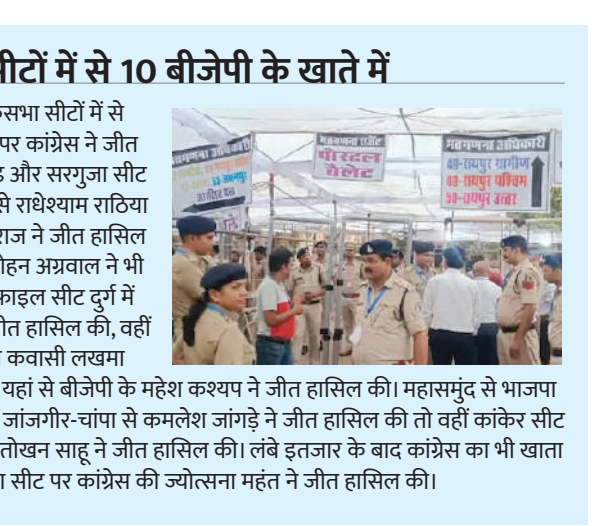 सीटों में से 10 बीजेपी के खाते में
सभा सीटों में से
पर कांग्रेस ने जीत
और सरगुजा सीट
से राधेश्याम राठिया
राज ने जीत हासिल
मोहन अग्रवाल ने भी
फाइल सीट दुर्ग में
जीत हासिल की, वहीं
कवासी लखमा
यहां से बीजेपी के महेश कश्यप ने जीत हासिल की। महासमुंद से भाजपा
जांजगीर-चांपा से कमलेश जांगड़े ने जीत हासिल की तो वहीं कांकेर सीट
तोखन साहू ने जीत हासिल की। लंबे इतजार के बाद कांग्रेस का भी खाता
सीट पर कांग्रेस की ज्योत्सना महंत ने जीत हासिल की।
मतगणना अधिकारी
मतगणना एजेंट
पोस्टल
बैलेट
मतगणना अधिकारी
48-रायपुर ग्रामीण
49-रायपुर पश्चिम
50-रायपुर उत्तर